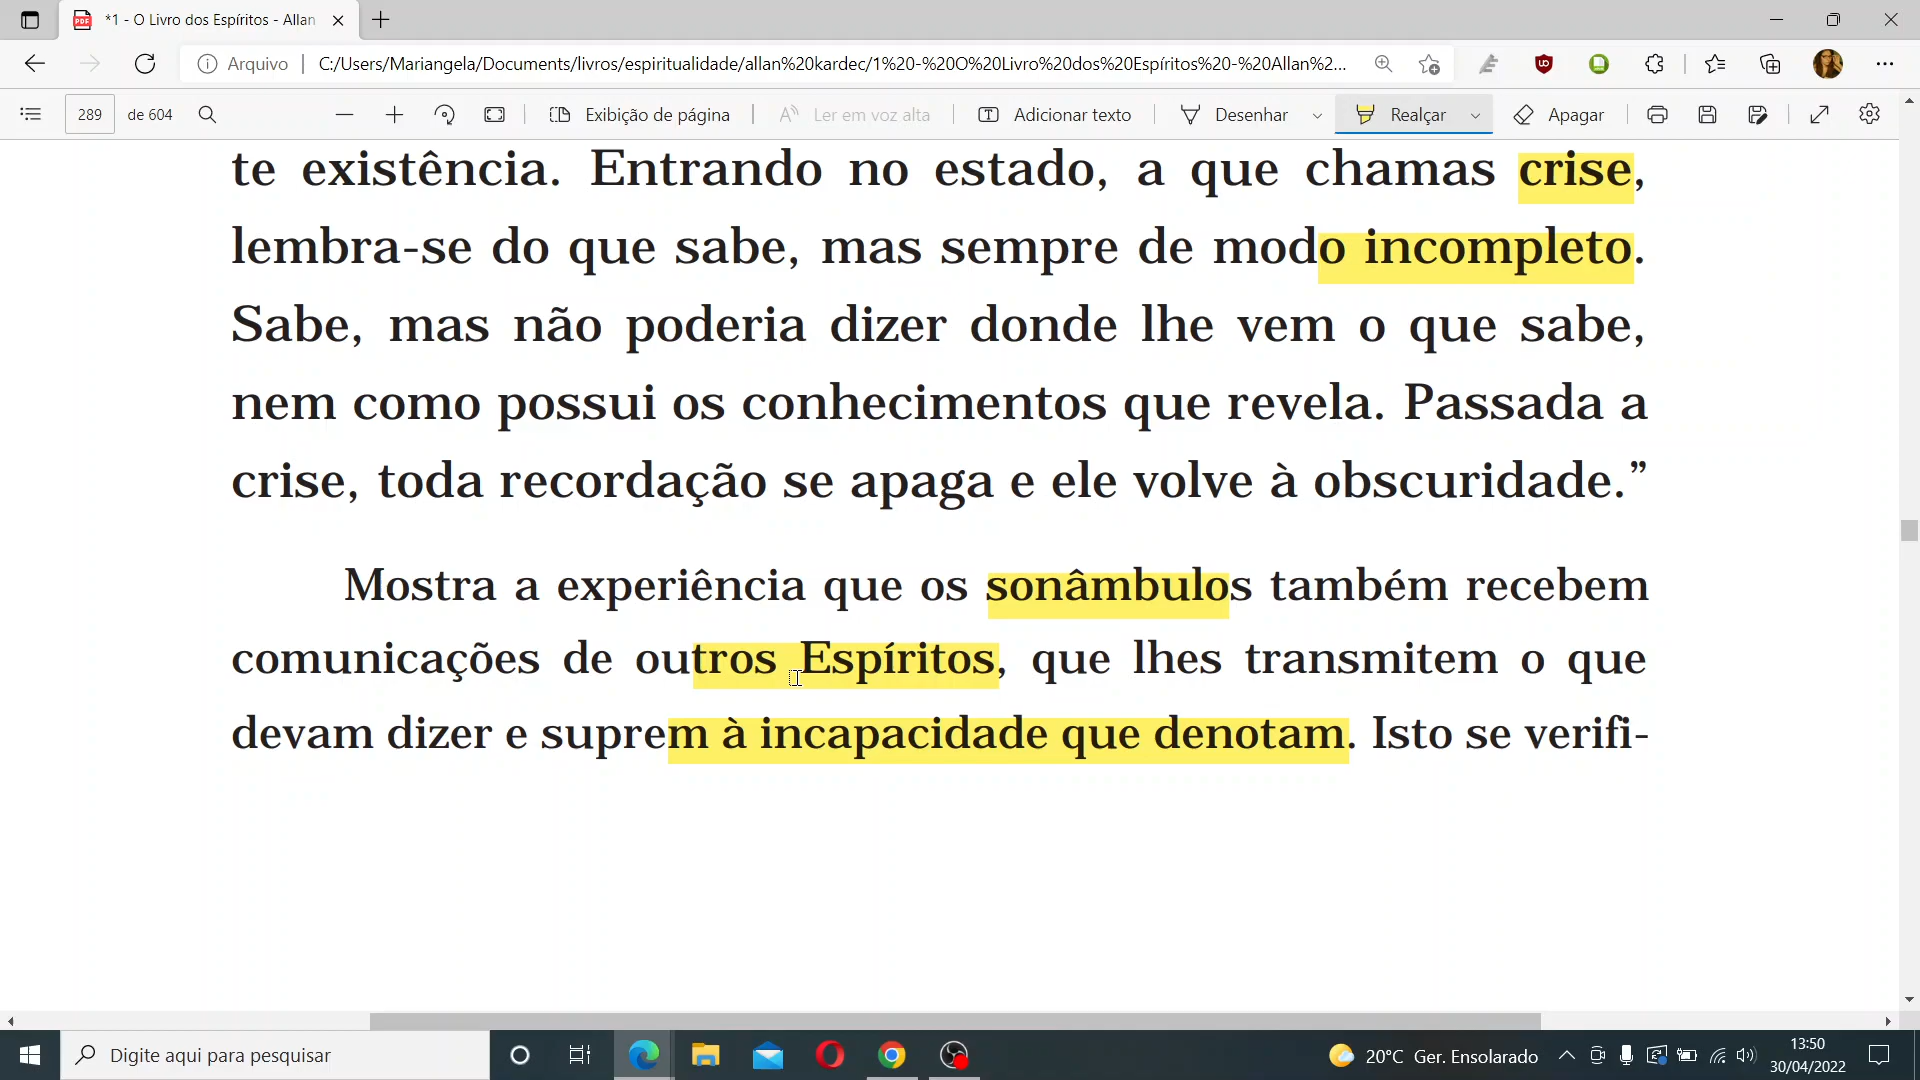 *1 - O Livro dos Espíritos - Allan
Arquivo
C:/Users/Mariangela/Documents/livros/espiritualidade/allan%20kardec/1%20-%20O%20Livro%20dos%20Espíritos%20-%20Allan%2...
289 de 604
Exibição de página
Ler em voz alta
Adicionar texto
Desenhar
Realçar
Apagar
te existência. Entrando no estado, a que chamas crise,
lembra-se do que sabe, mas sempre de modo incompleto.
Sabe, mas não poderia dizer donde lhe vem o que sabe,
nem como possui os conhecimentos que revela. Passada a
crise, toda recordação se apaga e ele volve à obscuridade.”
Mostra a experiência que os sonâmbulos também recebem
comunicações de outros Espíritos, que lhes transmitem o que
devam dizer e suprem à incapacidade que denotam. Isto se verifi-
Digite aqui para pesquisar
20°C Ger. Ensolarado
13:50
30/04/2022